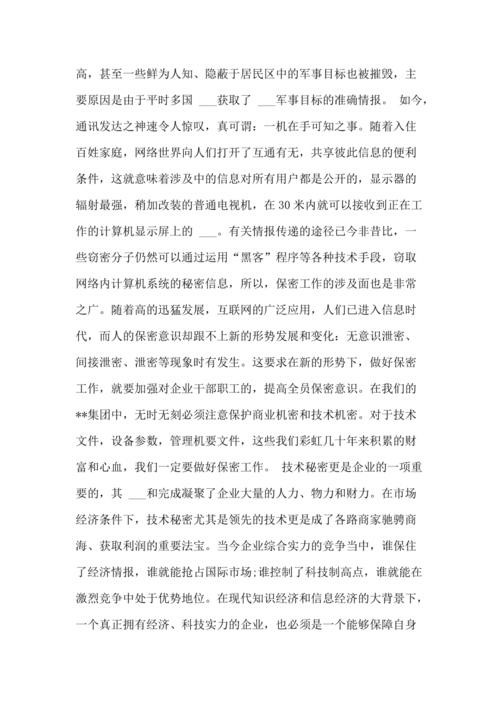 高，甚至一些鲜为人知、隐蔽于居民区中的军事目标也被摧毁，主
要原因是由于平时多国 ___获取了 ___军事目标的准确情报。 如今，
通讯发达之神速令人惊叹，真可谓：一机在手可知之事。随着入住
百姓家庭，网络世界向人们打开了互通有无，共享彼此信息的便利
条件，这就意味着涉及中的信息对所有用户都是公开的，显示器的
辐射最强，稍加改装的普通电视机，在 30 米内就可以接收到正在工
作的计算机显示屏上的 ___。有关情报传递的途径已今非昔比，一
些窃密分子仍然可以通过运用“黑客”程序等各种技术手段，窃取
网络内计算机系统的秘密信息，所以，保密工作的涉及面也是非常
之广。随着高的迅猛发展，互联网的广泛应用，人们已进入信息时
代，而人的保密意识却跟不上新的形势发展和变化：无意识泄密、
间接泄密、泄密等现象时有发生。这要求在新的形势下，做好保密
工作，就要加强对企业干部职工的，提高全员保密意识。在我们的
**集团中，无时无刻必须注意保护商业机密和技术机密。对于技术
文件，设备参数，管理机要文件，这些我们彩虹几十年来积累的财
富和心血，我们一定要做好保密工作。 技术秘密更是企业的一项重
要的，其 ___和完成凝聚了企业大量的人力、物力和财力。在市场
经济条件下，技术秘密尤其是领先的技术更是成了各路商家驰骋商
海、获取利润的重要法宝。当今企业综合实力的竞争当中，谁保住
了经济情报，谁就能抢占国际市场;谁控制了科技制高点，谁就能在
激烈竞争中处于优势地位。在现代知识经济和信息经济的大背景下，
一个真正拥有经济、科技实力的企业，也必须是一个能够保障自身